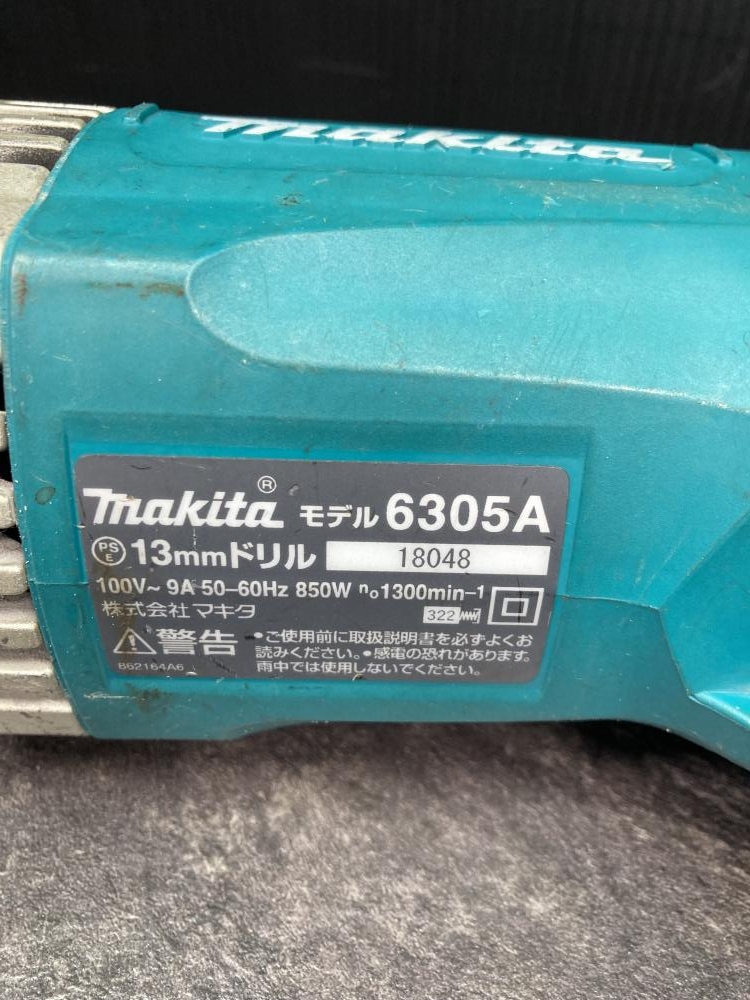 makita
makita® モデル 6305A
PSE 13mmドリル 18048
100V~ 9A 50-60Hz 850W n₀1300min-1
株式会社マキタ 322
警告 •ご使用前に取扱説明書を必ずよくお
読みください。•感電の恐れがあります。
862164A6 雨中では使用しないでください。